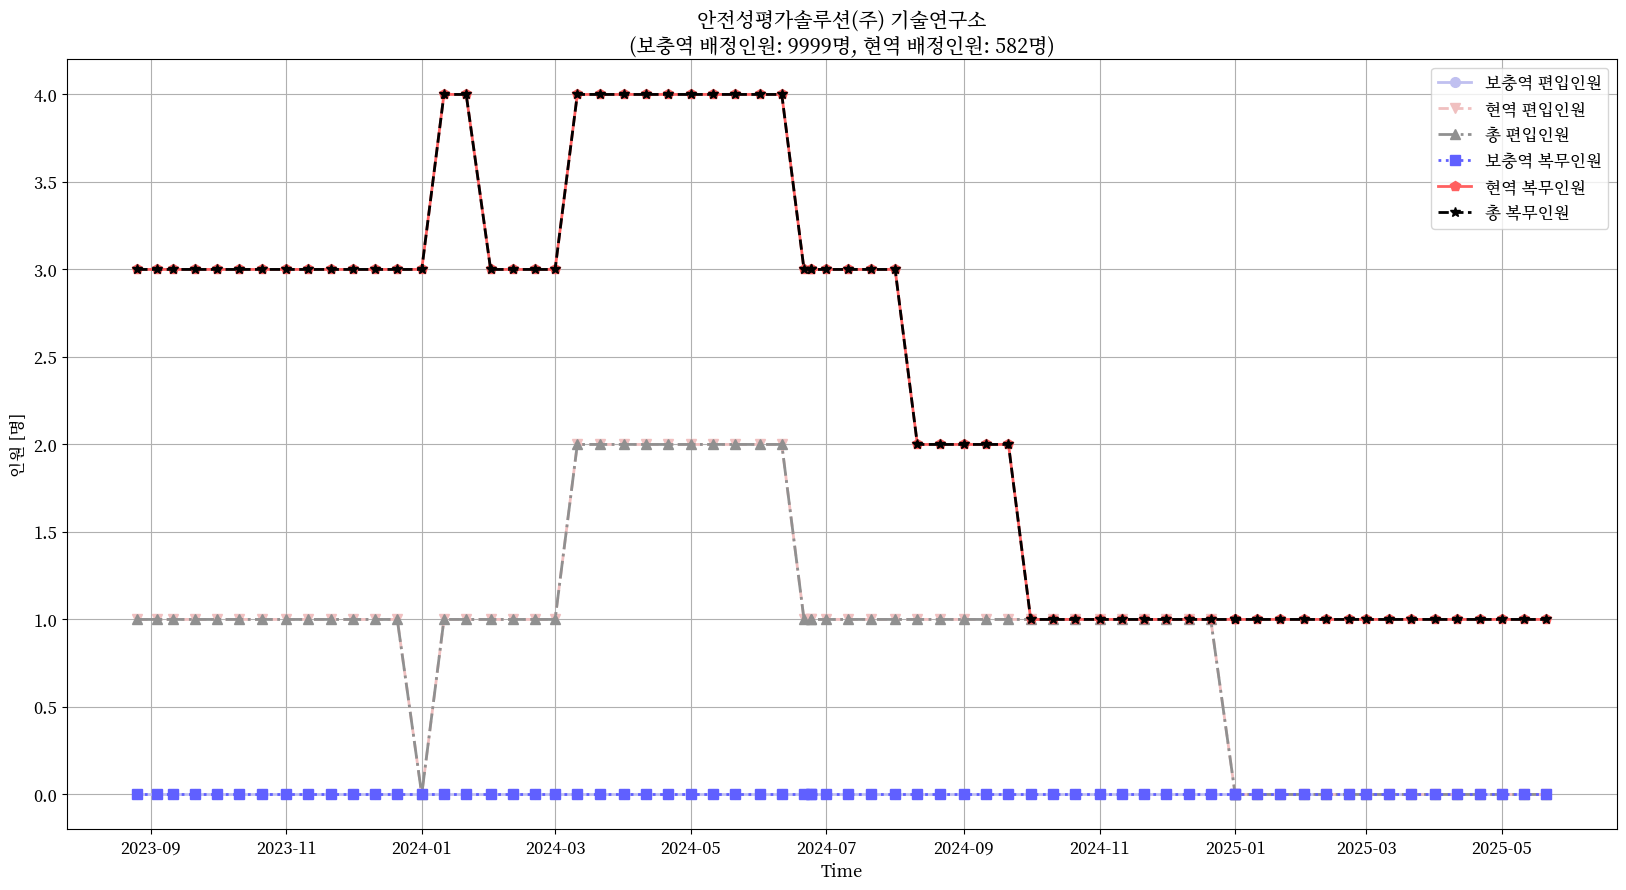 안전성평가솔루션(주) 기술연구소
(보충역 배정인원: 9999명, 현역 배정인원: 582명)
보충역 편입인원
현역 편입인원
총 편입인원
보충역 복무인원
현역 복무인원
총 복무인원
인원 [명]
4.0
3.5
3.0
2.5
2.0
1.5
1.0
0.5
0.0
2023-09 2023-11 2024-01 2024-03 2024-05 2024-07 2024-09 2024-11 2025-01 2025-03 2025-05
Time